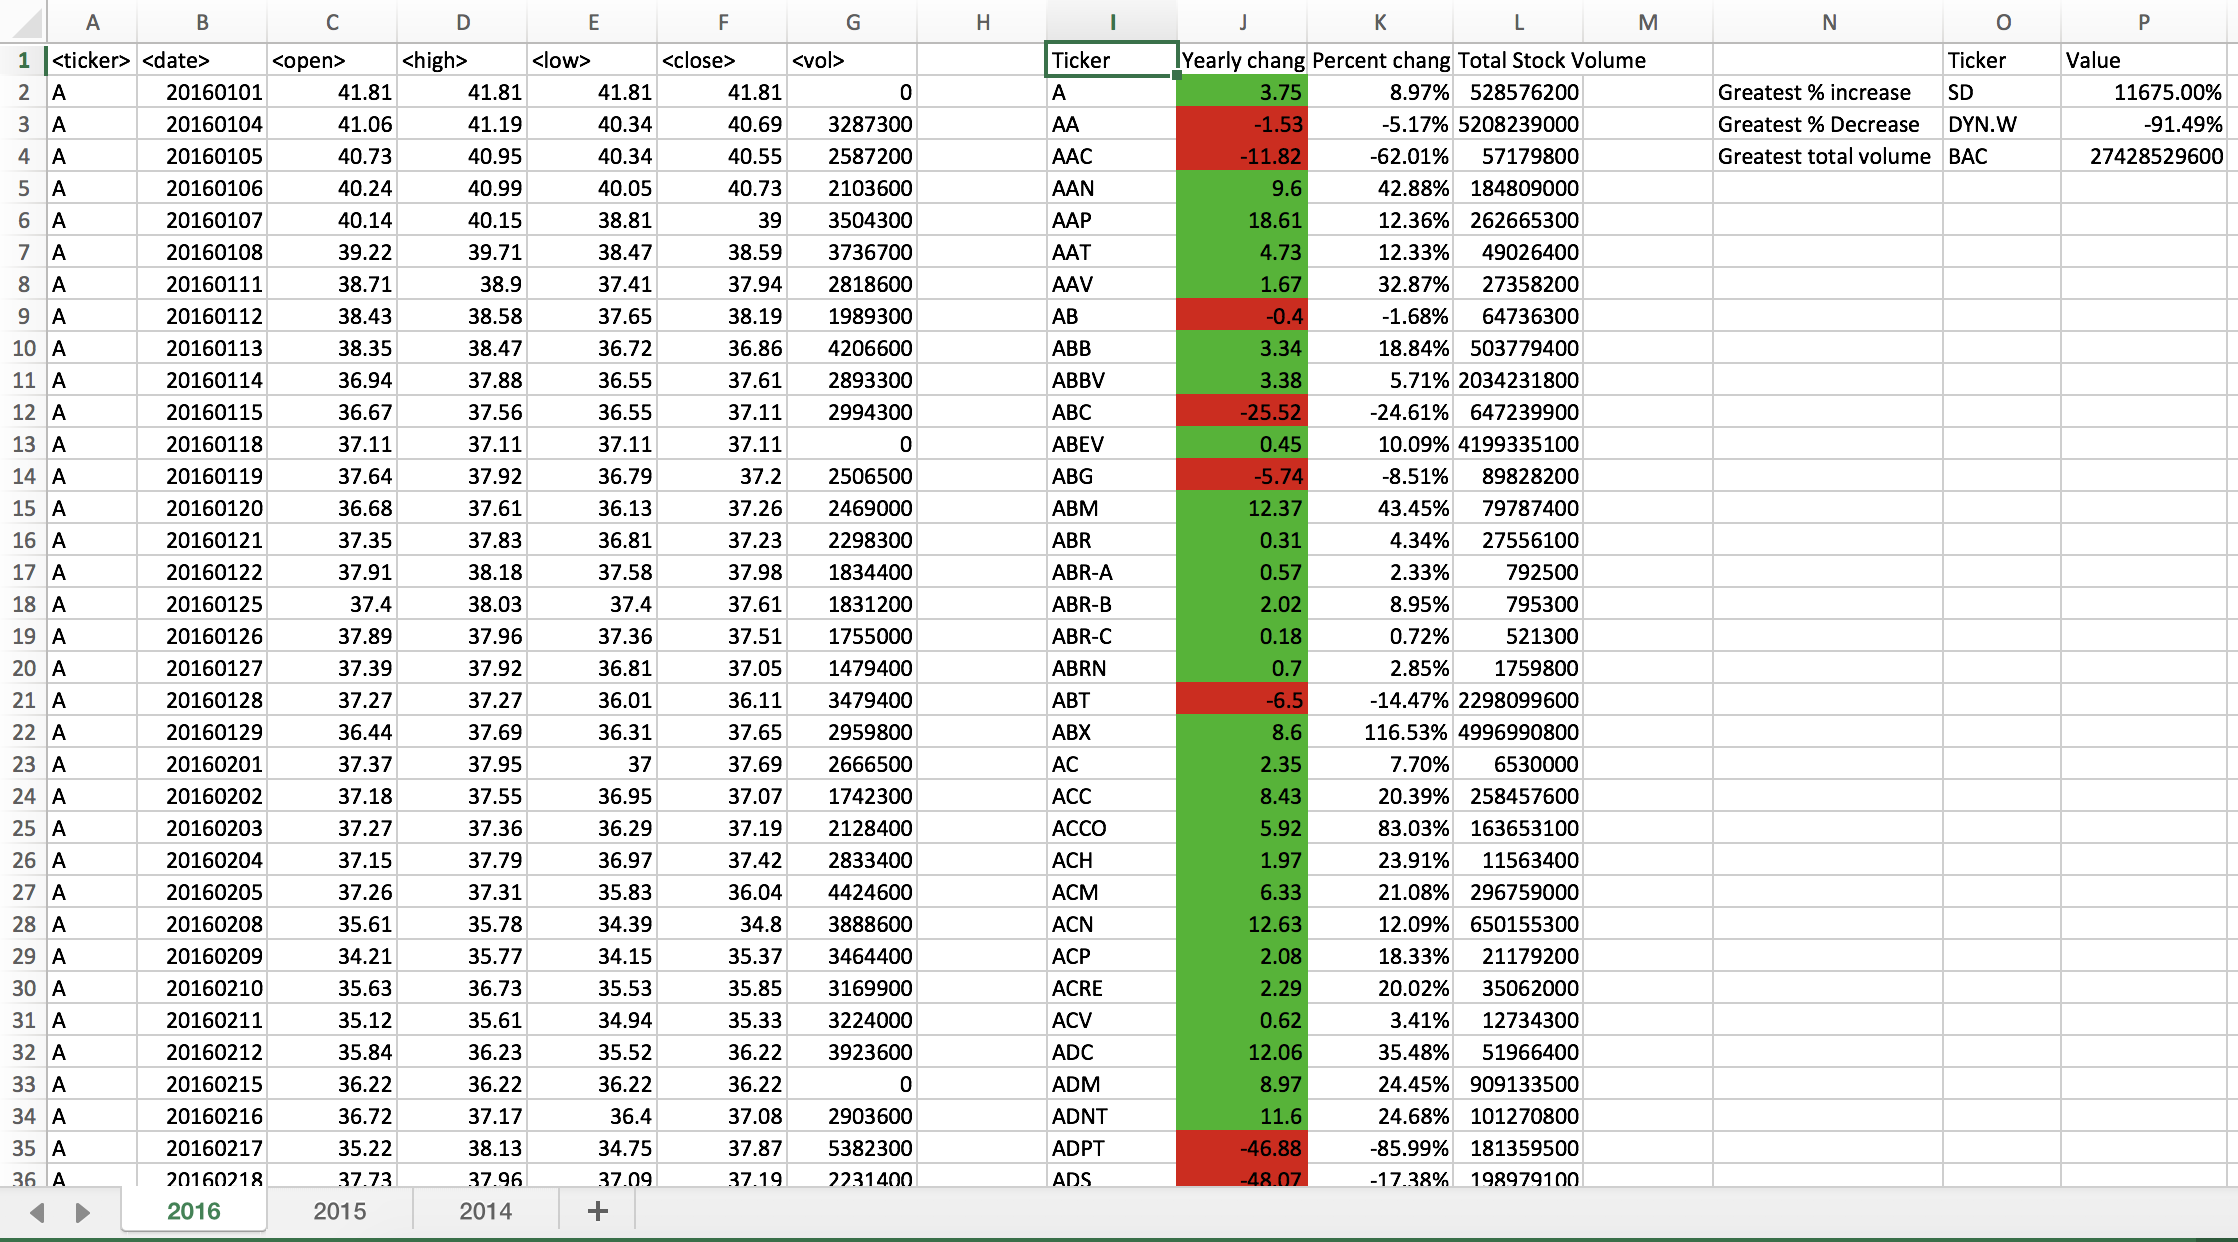 A B C D E F G H I J K L M N O P
1 <ticker> <date> <open> <high> <low> <close> <vol> Ticker Yearly chang Percent chang Total Stock Volume Ticker Value
2 A 20160101 41.81 41.81 41.81 41.81 0 A 3.75 8.97% 528576200 Greatest % increase SD 11675.00%
3 A 20160104 41.06 41.19 40.34 40.69 3287300 AA -1.53 -5.17% 5208239000 Greatest % Decrease DYN.W -91.49%
4 A 20160105 40.73 40.95 40.34 40.55 2587200 AAC -11.82 -62.01% 57179800 Greatest total volume BAC 27428529600
5 A 20160106 40.24 40.99 40.05 40.73 2103600 AAN 9.6 42.88% 184809000
6 A 20160107 40.14 40.15 38.81 39 3504300 AAP 18.61 12.36% 262665300
7 A 20160108 39.22 39.71 38.47 38.59 3736700 AAT 4.73 12.33% 49026400
8 A 20160111 38.71 38.9 37.41 37.94 2818600 AAV 1.67 32.87% 27358200
9 A 20160112 38.43 38.58 37.65 38.19 1989300 AB -0.4 -1.68% 64736300
10 A 20160113 38.35 38.47 36.72 36.86 4206600 ABB 3.34 18.84% 503779400
11 A 20160114 36.94 37.88 36.55 37.61 2893300 ABBV 3.38 5.71% 2034231800
12 A 20160115 36.67 37.56 36.55 37.11 2994300 ABC -25.52 -24.61% 647239900
13 A 20160118 37.11 37.11 37.11 37.11 0 ABEV 0.45 10.09% 4199335100
14 A 20160119 37.64 37.92 36.79 37.2 2506500 ABG -5.74 -8.51% 89828200
15 A 20160120 36.68 37.61 36.13 37.26 2469000 ABM 12.37 43.45% 79787400
16 A 20160121 37.35 37.83 36.81 37.23 2298300 ABR 0.31 4.34% 27556100
17 A 20160122 37.91 38.18 37.58 37.98 1834400 ABR-A 0.57 2.33% 792500
18 A 20160125 37.4 38.03 37.4 37.61 1831200 ABR-B 2.02 8.95% 795300
19 A 20160126 37.89 37.96 37.36 37.51 1755000 ABR-C 0.18 0.72% 521300
20 A 20160127 37.39 37.92 36.81 37.05 1479400 ABRN 0.7 2.85% 1759800
21 A 20160128 37.27 37.27 36.01 36.11 3479400 ABT -6.5 -14.47% 2298099600
22 A 20160129 36.44 37.69 36.31 37.65 2959800 ABX 8.6 116.53% 4996990800
23 A 20160201 37.37 37.95 37 37.69 2666500 AC 2.35 7.70% 6530000
24 A 20160202 37.18 37.55 36.95 37.07 1742300 ACC 8.43 20.39% 258457600
25 A 20160203 37.27 37.36 36.29 37.19 2128400 ACCO 5.92 83.03% 163653100
26 A 20160204 37.15 37.79 36.97 37.42 2833400 ACH 1.97 23.91% 11563400
27 A 20160205 37.26 37.31 35.83 36.04 4424600 ACM 6.33 21.08% 296759000
28 A 20160208 35.61 35.78 34.39 34.8 3888600 ACN 12.63 12.09% 650155300
29 A 20160209 34.21 35.77 34.15 35.37 3464400 ACP 2.08 18.33% 21179200
30 A 20160210 35.63 36.73 35.53 35.85 3169900 ACRE 2.29 20.02% 35062000
31 A 20160211 35.12 35.61 34.94 35.33 3224000 ACV 0.62 3.41% 12734300
32 A 20160212 35.84 36.23 35.52 36.22 3923600 ADC 12.06 35.48% 51966400
33 A 20160215 36.22 36.22 36.22 36.22 0 ADM 8.97 24.45% 909133500
34 A 20160216 36.72 37.17 36.4 37.08 2903600 ADNT 11.6 24.68% 101270800
35 A 20160217 35.22 38.13 34.75 37.87 5382300 ADPT -46.88 -85.99% 181359500
36 A 20160218 37.73 37.96 37.09 37.19 2231400 ADS -48.07 -17.38% 198979100
2016 2015 2014 +